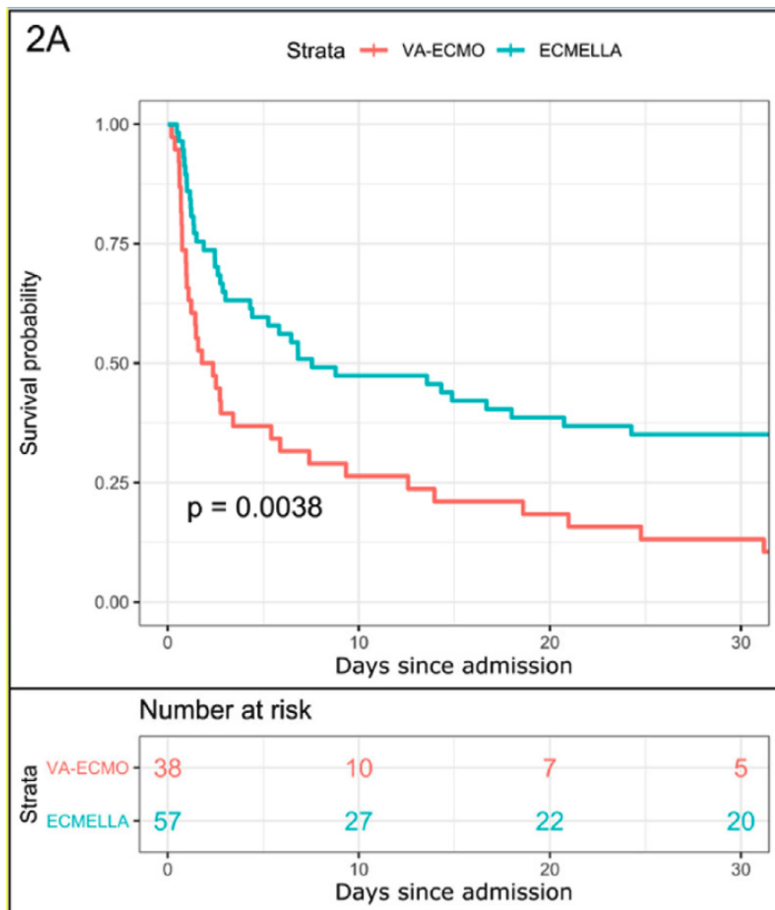 2A
Strata VA-ECMO ECMELLA
1.00
0.75
0.50
0.25
0.00
Survival probability
p = 0.0038
0 10 20 30
Days since admission
Number at risk
Strata
VA-ECMO 38 10 7 5
ECMELLA 57 27 22 20
0 10 20 30
Days since admission